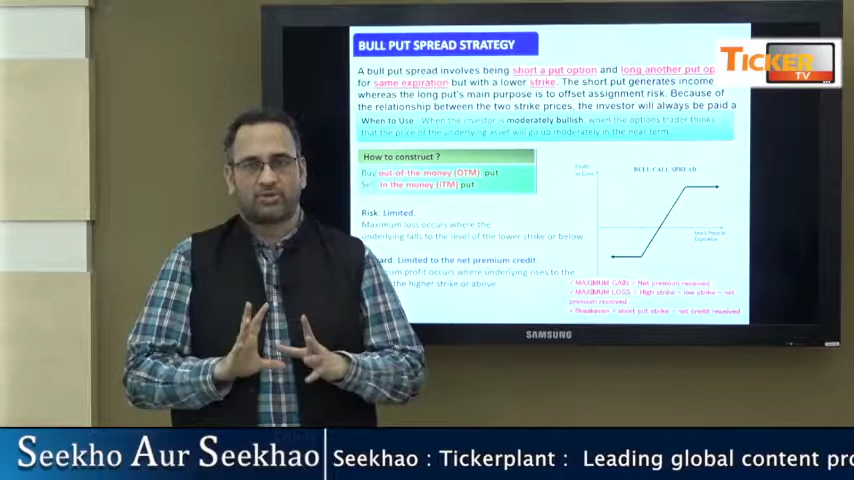 BULL PUT SPREAD STRATEGY
TICKER
TV
A bull put spread involves being short a put option and long another put op
for same expiration but with a lower strike. The short put generates income
whereas the long put's main purpose is to offset assignment risk. Because of
the relationship between the two strike prices, the investor will always be paid a
When to Use - When the investor is moderately bullish, when the options trader thinks
that the price of the underlying asset will go up moderately in the near term.
How to construct ?
Buy out-of-the-money (OTM) put
Sell in the money (ITM) put
BULL CALL SPREAD
Risk: Limited.
Maximum loss occurs where the
underlying falls to the level of the lower strike or below
ard: Limited to the net premium credit
um profit occurs where underlying rises to the
the higher strike or above.
MAXIMUM GAIN = Net premium received
MAXIMUM LOSS = High strike - low strike - net
premium received
Breakeven = short put strike - net credit received
SAMSUNG
Seekho Aur Seekhao
Seekhao : Tickerplant : Leading global content pro